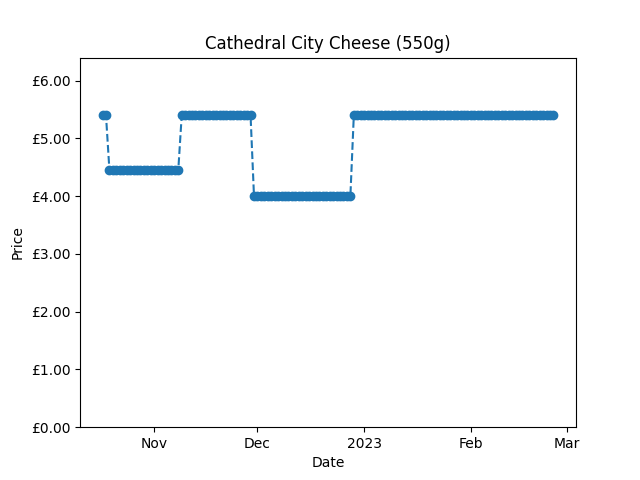 Cathedral City Cheese (550g)
£6.00
£5.00
£4.00
£3.00
£2.00
£1.00
£0.00
Price
Nov Dec 2023 Feb Mar
Date